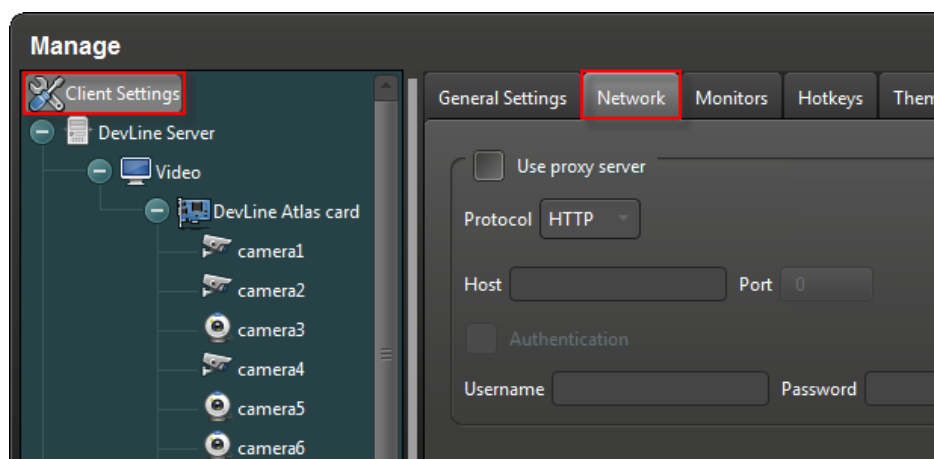 Manage
Client Settings
DevLine Server
Video
DevLine Atlas card
camera1
camera2
camera3
camera4
camera5
camera6
General Settings Network Monitors Hotkeys Them
Use proxy server
Protocol HTTP
Host Port 0
Authentication
Username Password